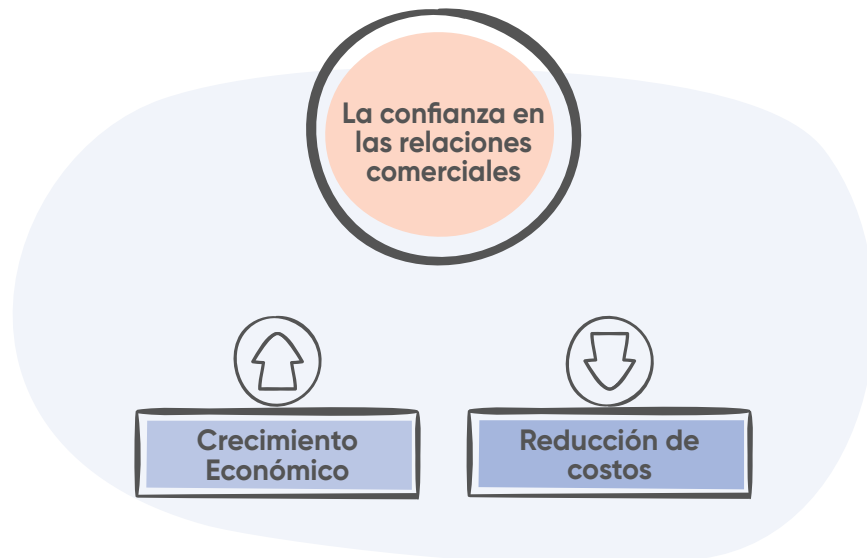 La confianza en
las relaciones
comerciales
Crecimiento
Económico
Reducción de
costos